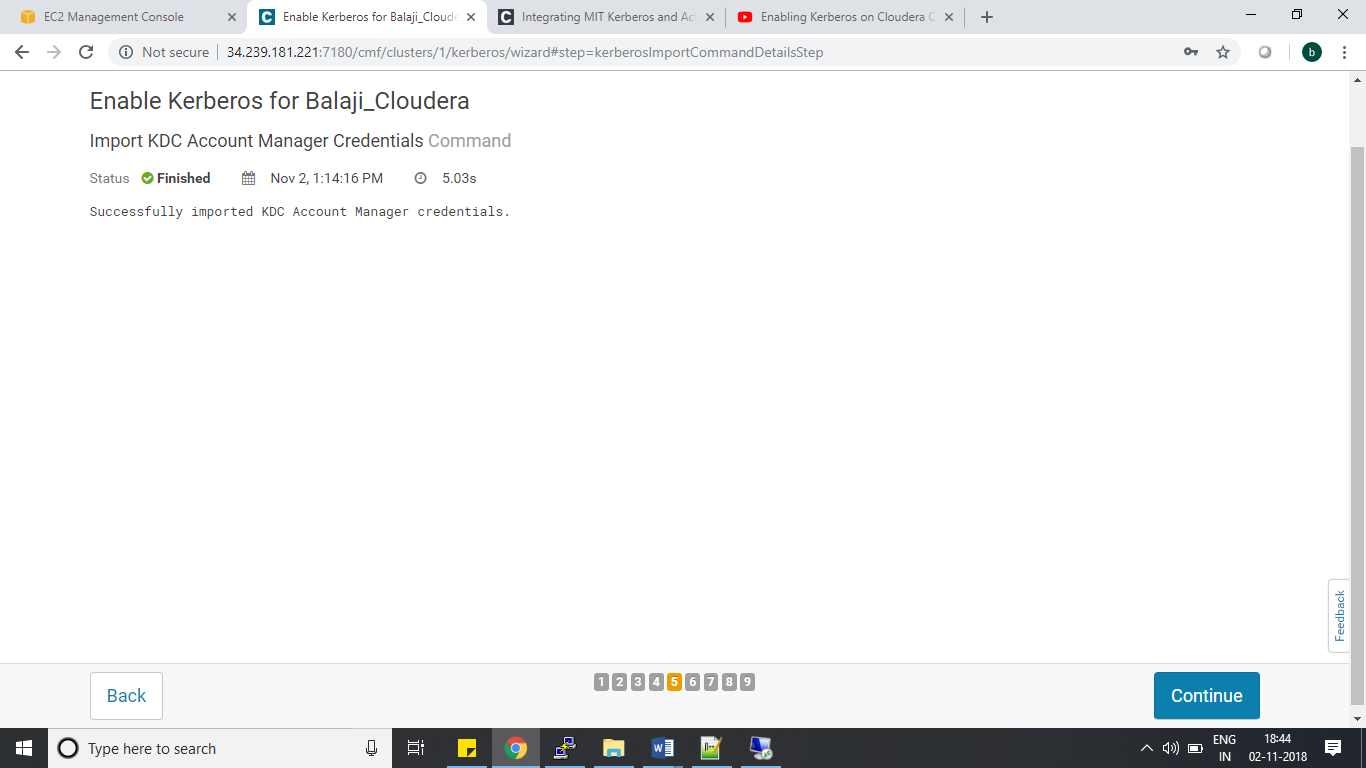 EC2 Management Console
Enable Kerberos for Balaji_Cloude
Integrating MIT Kerberos and Act
Enabling Kerberos on Cloudera C
Not secure
34.239.181.221:7180/cmf/clusters/1/kerberos/wizard#step=kerberosImportCommandDetailsStep
b
Enable Kerberos for Balaji_Cloudera
Import KDC Account Manager Credentials Command
Status Finished Nov 2, 1:14:16 PM 5.03s
Successfully imported KDC Account Manager credentials.
Feedback
Back
1 2 3 4 5 6 7 8 9
Continue
Type here to search
ENG
IN
18:44
02-11-2018